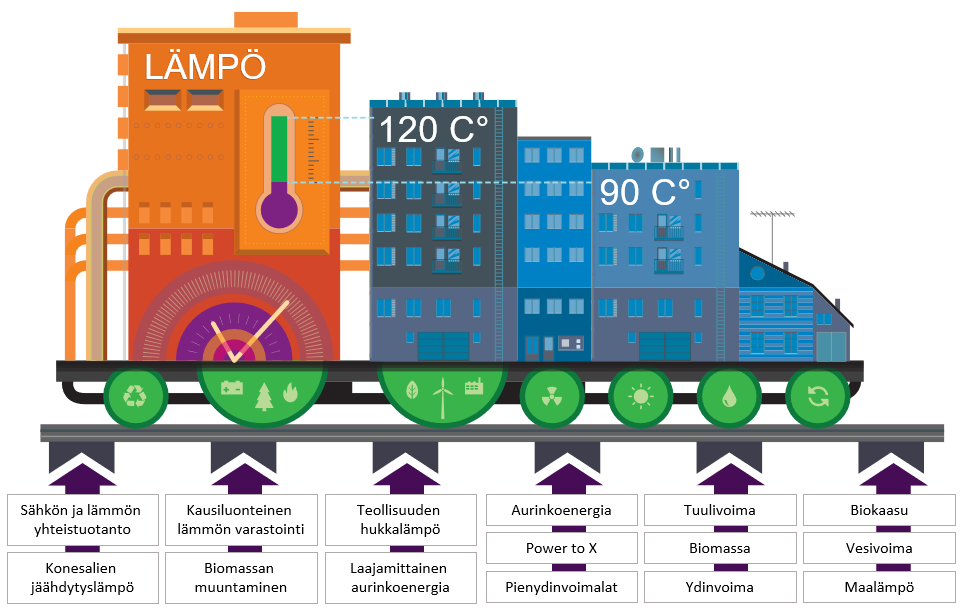 LÄMPÖ
120 C°
90 C°
Sähkön ja lämmön
yhteistuotanto
Konesalien
jäähdytyslämpö
Kausiluonteinen
lämmön varastointi
Biomassan
muuntaminen
Teollisuuden
hukkalämpö
Laajamittainen
aurinkoenergia
Aurinkoenergia
Power to X
Pienydinvoimalat
Tuulivoima
Biomassa
Ydinvoima
Biokaasu
Vesivoima
Maalämpö